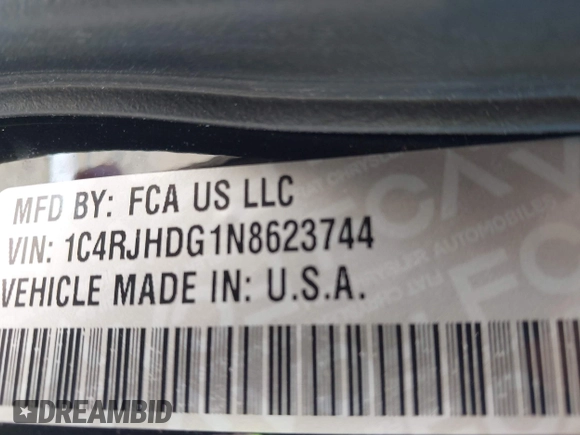 MFD BY: FCA US LLC
VIN: 1C4RJHDG1N8623744
VEHICLE MADE IN: U.S.A.
DREAMBID